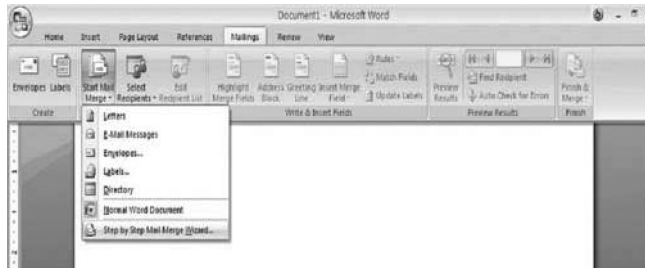 Document1 - Microsoft Word
Home Insert Page Layout References Mailings Review View
Envelopes Labels
Start Mail Merge
Select Recipients
Edit Recipient List
Highlight Merge Fields
Address Block
Greeting Line
Insert Merge Field
Rules
Match Fields
Update Labels
Preview Results
Find Recipient
Auto Check for Errors
Finish & Merge
Create
Write & Insert Fields
Preview Results
Finish
Letters
E-Mail Messages
Envelopes...
Labels...
Directory
Normal Word Document
Step by Step Mail Merge Wizard...